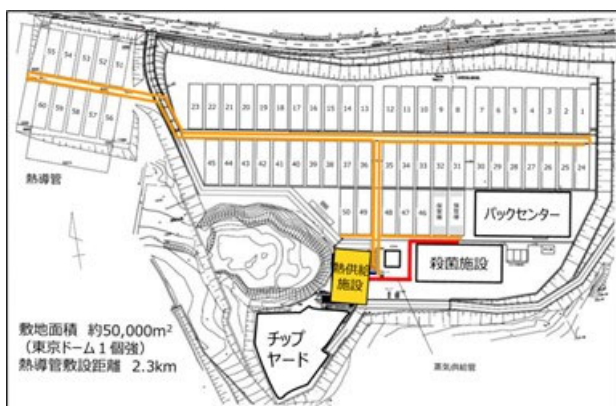 55 54 53 52 51
60 59 58 57 56
熱導管
23 22 21 20 19 18 17 16 15 14 13 12 11 10 9 8 7 6 5 4 3 2 1
45 44 43 42 41 40 39 38 37 36 35 34 33 32 31 30 29 28 27 26 25 24
50 49 48 47 46
パックセンター
熱供給
施設
殺菌施設
チップ
ヤード
蒸気供給管
敷地面積 約50,000m²
(東京ドーム1個強)
熱導管敷設距離 2.3km